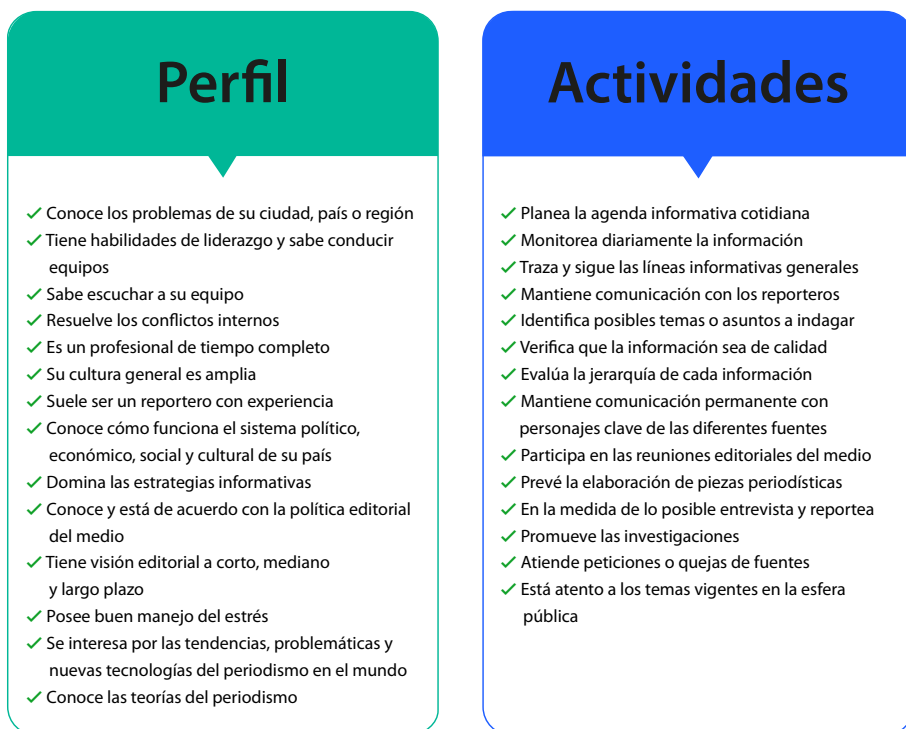 Perfil
Conoce los problemas de su ciudad, país o región
Tiene habilidades de liderazgo y sabe conducir
equipos
Sabe escuchar a su equipo
Resuelve los conflictos internos
Es un profesional de tiempo completo
Su cultura general es amplia
Suele ser un reportero con experiencia
Conoce cómo funciona el sistema político,
económico, social y cultural de su país
Domina las estrategias informativas
Conoce y está de acuerdo con la política editorial
del medio
Tiene visión editorial a corto, mediano
y largo plazo
Posee buen manejo del estrés
Se interesa por las tendencias, problemáticas y
nuevas tecnologías del periodismo en el mundo
Conoce las teorías del periodismo
Actividades
Planea la agenda informativa cotidiana
Monitorea diariamente la información
Traza y sigue las líneas informativas generales
Mantiene comunicación con los reporteros
Identifica posibles temas o asuntos a indagar
Verifica que la información sea de calidad
Evalúa la jerarquía de cada información
Mantiene comunicación permanente con
personajes clave de las diferentes fuentes
Participa en las reuniones editoriales del medio
Prevé la elaboración de piezas periodísticas
En la medida de lo posible entrevista y reportea
Promueve las investigaciones
Atiende peticiones o quejas de fuentes
Está atento a los temas vigentes en la esfera
pública